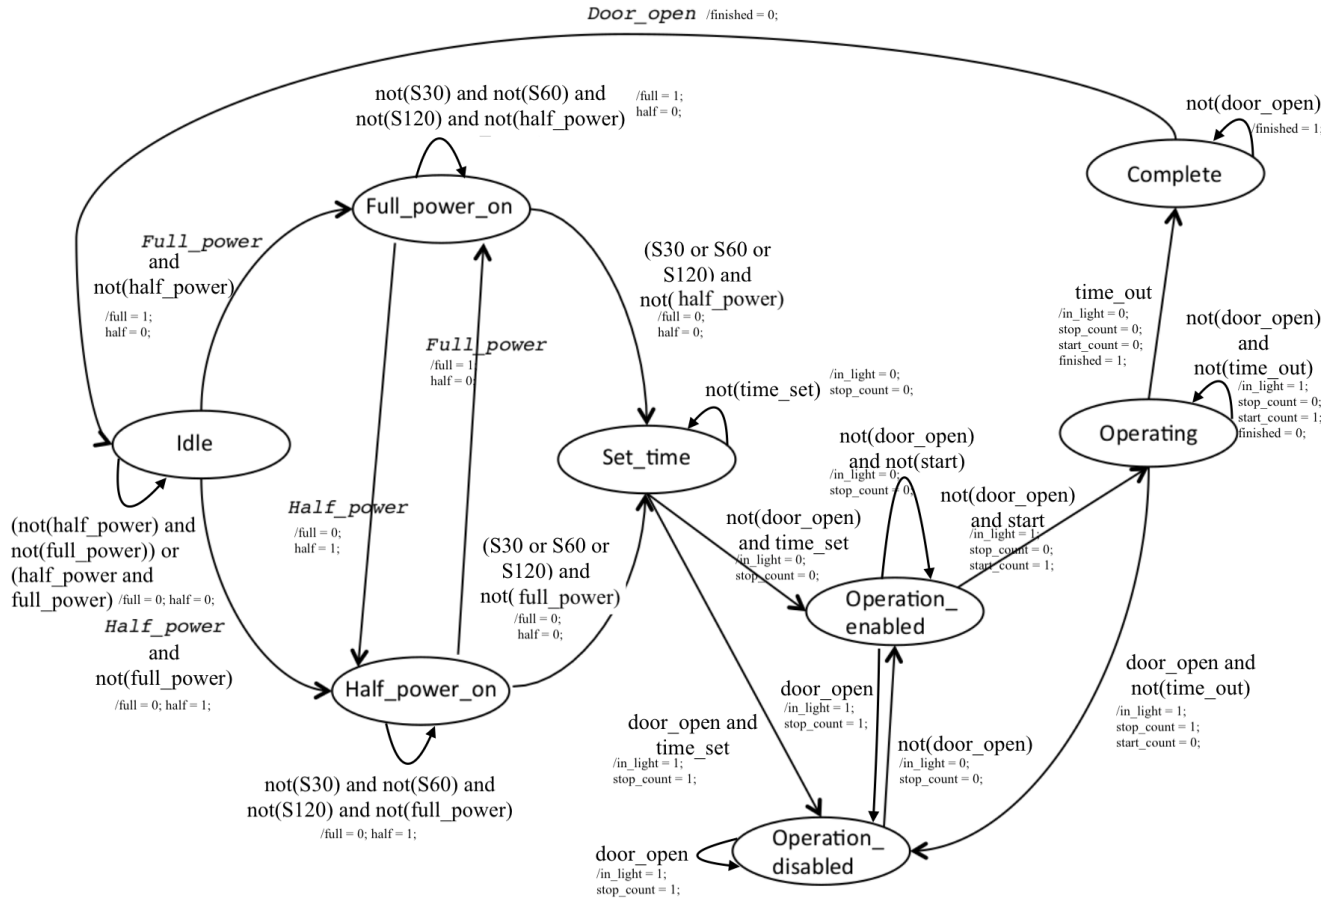 Door_open /finished = 0;
not(S30) and not(S60) and
not(S120) and not(half_power)
/full = 1;
half = 0;
not(door_open)
/finished = 1;
Complete
Full_power_on
Full_power
and
not(half_power)
/full = 1;
half = 0;
(S30 or S60 or
S120) and
not( half_power)
/full = 0;
half = 0;
time_out
/in_light = 0;
stop_count = 0;
start_count = 0;
finished = 1;
not(door_open)
and
not(time_out)
/in_light = 1;
stop_count = 0;
start_count = 1;
finished = 0;
Full_power
/full = 1
half = 0;
not(time_set)
/in_light = 0;
stop_count = 0;
Idle
Set_time
Operating
not(door_open)
and not(start)
/in_light = 0;
stop_count = 0;
Half_power
/full = 0;
half = 1;
not(door_open)
and start
/in_light = 1;
stop_count = 0;
start_count = 1;
not(door_open)
and time_set
/in_light = 0;
stop_count = 0;
(not(half_power) and
not(full_power)) or
(half_power and
full_power) /full = 0; half = 0;
(S30 or S60 or
S120) and
not( full_power)
/full = 0;
half = 0;
Operation_
enabled
Half_power
and
not(full_power)
/full = 0; half = 1;
Half_power_on
door_open
/in_light = 1;
stop_count = 1;
door_open and
not(time_out)
/in_light = 1;
stop_count = 1;
start_count = 0;
door_open and
time_set
/in_light = 1;
stop_count = 1;
not(door_open)
/in_light = 0;
stop_count = 0;
not(S30) and not(S60) and
not(S120) and not(full_power)
/full = 0; half = 1;
Operation_
disabled
door_open
/in_light = 1;
stop_count = 1;